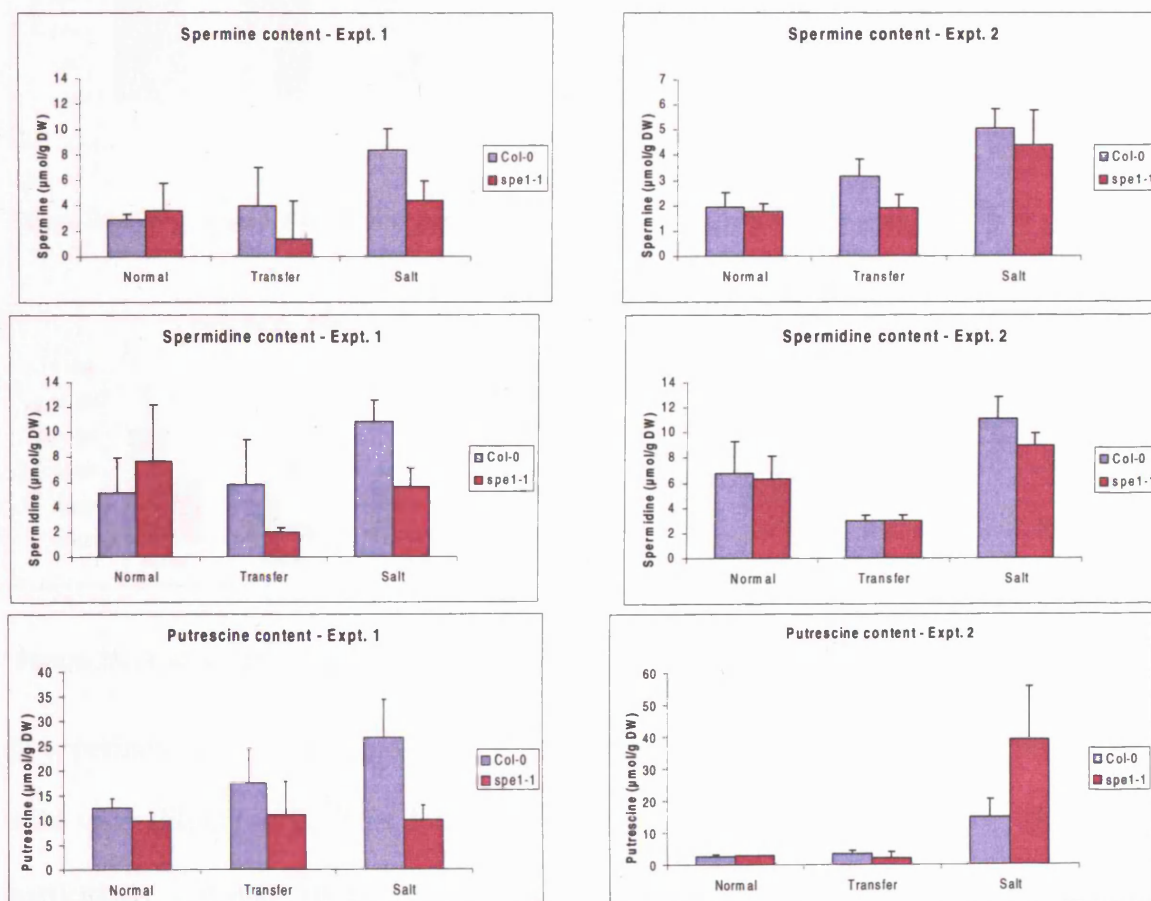 Spermine content - Expt. 1
Spermine (µmol/g DW)
14
12
10
8
6
4
2
0
Normal Transfer Salt
Col-0
spe1-1
Spermine content - Expt. 2
Spermine (µmol/g DW)
7
6
5
4
3
2
1
0
Normal Transfer Salt
Col-0
spe1-1
Spermidine content - Expt. 1
Spermidine (µmol/g DW)
14
12
10
8
6
4
2
0
Normal Transfer Salt
Col-0
spe1-1
Spermidine content - Expt. 2
Spermidine (µmol/g DW)
14
12
10
8
6
4
2
0
Normal Transfer Salt
Col-0
spe1-1
Putrescine content - Expt. 1
Putrescine (µmol/g DW)
40
35
30
25
20
15
10
5
0
Normal Transfer Salt
Col-0
spe1-1
Putrescine content - Expt. 2
Putrescine (µmol/g DW)
60
50
40
30
20
10
0
Normal Transfer Salt
Col-0
spe1-1